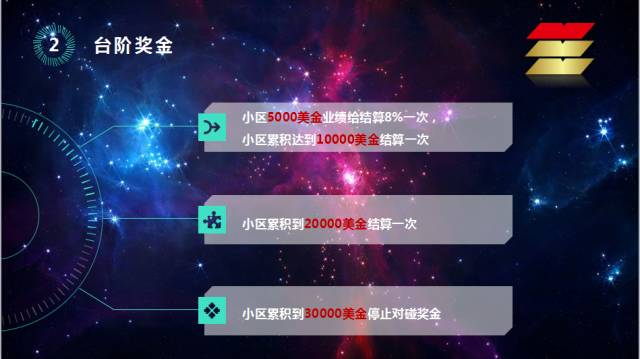 2
台阶奖金
小区5000美金业绩给结算8%一次，
小区累积达到10000美金结算一次
小区累积到20000美金结算一次
小区累积到30000美金停止对碰奖金